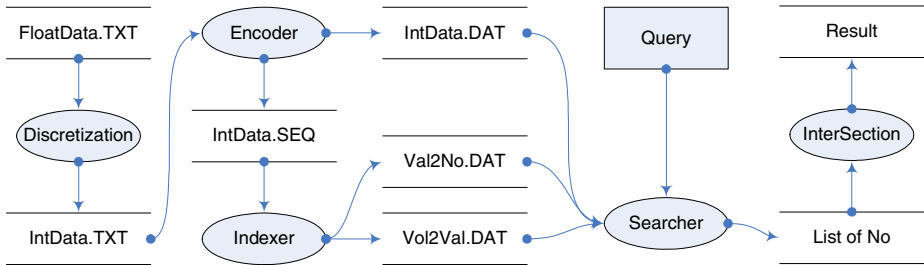 FloatData.TXT
Encoder
IntData.DAT
Query
Result
Discretization
IntData.SEQ
Val2No.DAT
InterSection
IntData.TXT
Indexer
Vol2Val.DAT
Searcher
List of No